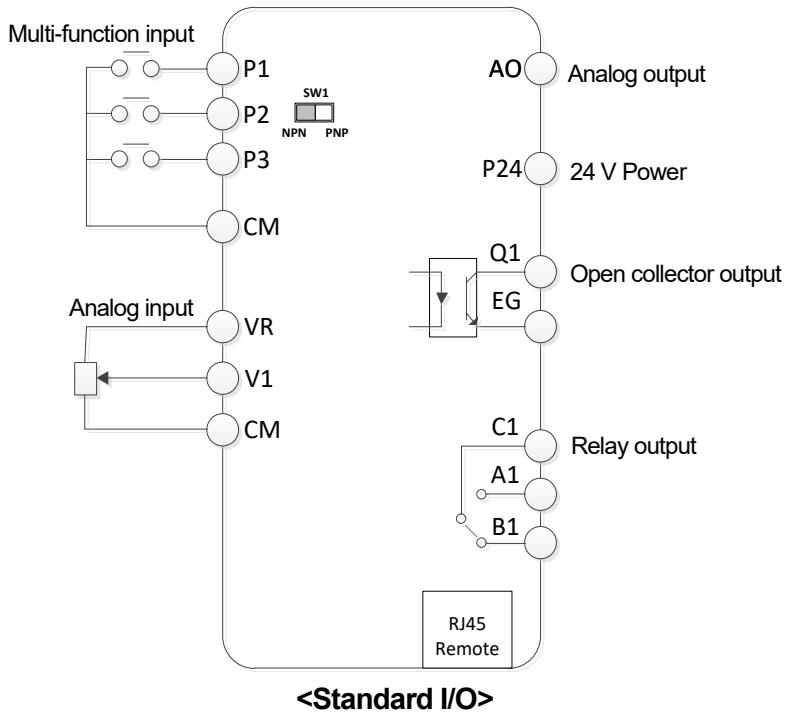 Multi-function input
P1
SW1
P2
NPN PNP
P3
CM
Analog input
VR
V1
CM
AO Analog output
P24 24 V Power
Q1
Open collector output
EG
C1
Relay output
A1
B1
RJ45
Remote
<Standard I/O>